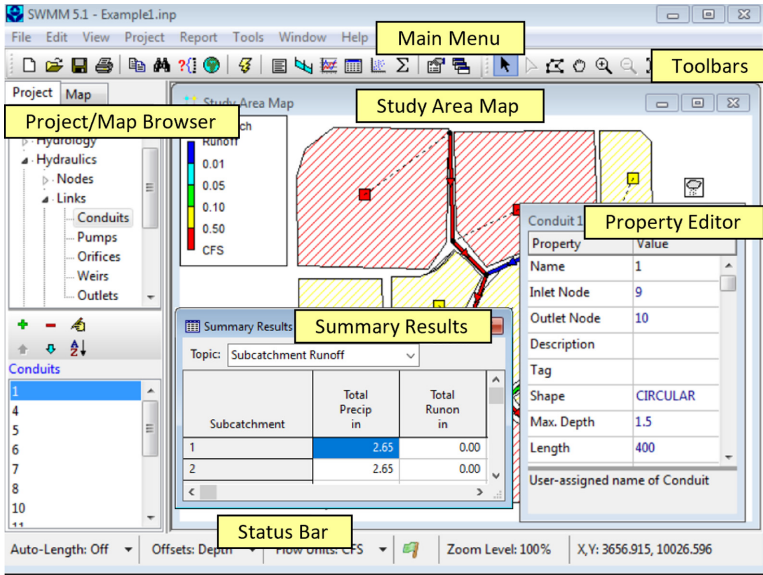 SWMM 5.1 - Example1.inp
File Edit View Project Report Tools Window Help
Main Menu
Toolbars
Project Map
Project/Map Browser
Hydrology
Hydraulics
Nodes
Links
Conduits
Pumps
Orifices
Weirs
Outlets
Conduits
1
4
5
6
7
8
10
11
Study Area Map
Study Area Map
Runoff
0.01
0.05
0.10
0.50
CFS
Property Editor
Conduit 1
Property Value
Name 1
Inlet Node 9
Outlet Node 10
Description
Tag
Shape CIRCULAR
Max. Depth 1.5
Length 400
User-assigned name of Conduit
Summary Results
Summary Results
Topic: Subcatchment Runoff
Subcatchment
Total Precip in
Total Runon in
1 2.65 0.00
2 2.65 0.00
Status Bar
Auto-Length: Off Offsets: Depth Flow Units: CFS Zoom Level: 100% X,Y: 3656.915, 10026.596